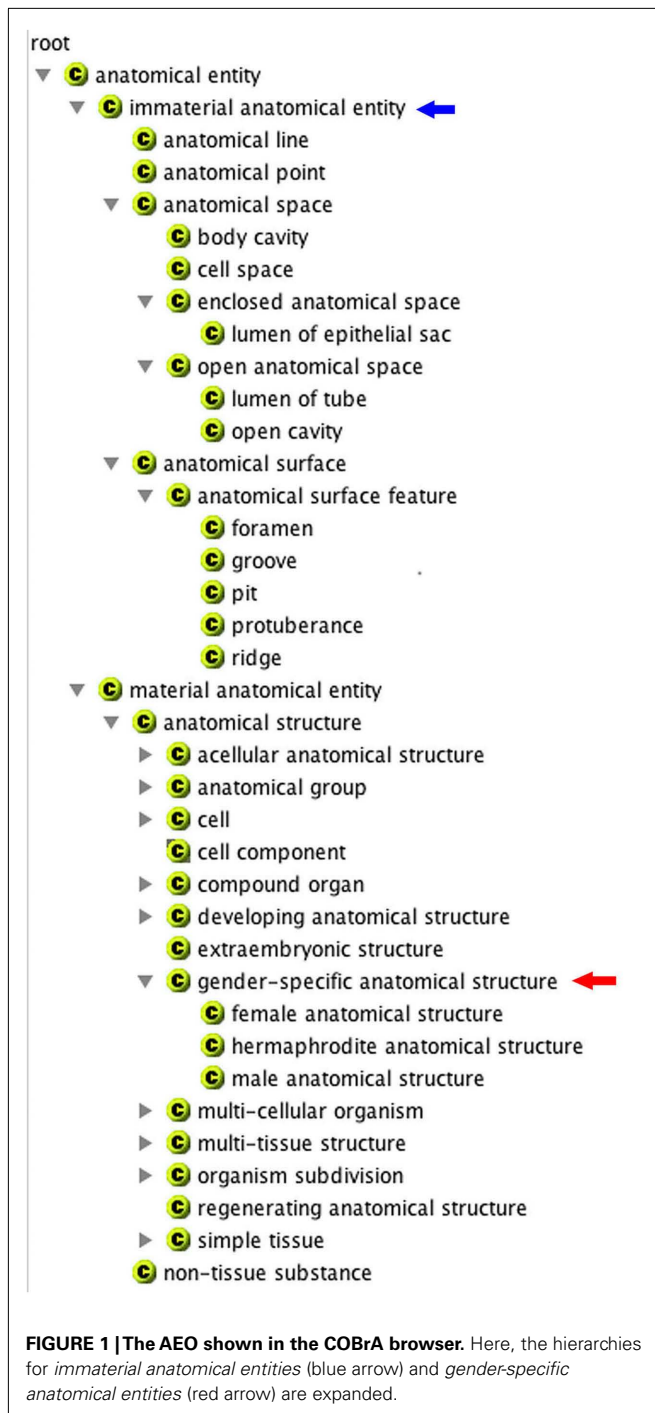 root
anatomical entity
immaterial anatomical entity
anatomical line
anatomical point
anatomical space
body cavity
cell space
enclosed anatomical space
lumen of epithelial sac
open anatomical space
lumen of tube
open cavity
anatomical surface
anatomical surface feature
foramen
groove
pit
protuberance
ridge
material anatomical entity
anatomical structure
acellular anatomical structure
anatomical group
cell
cell component
compound organ
developing anatomical structure
extraembryonic structure
gender-specific anatomical structure
female anatomical structure
hermaphrodite anatomical structure
male anatomical structure
multi-cellular organism
multi-tissue structure
organism subdivision
regenerating anatomical structure
simple tissue
non-tissue substance
FIGURE 1 | The AEO shown in the COBrA browser. Here, the hierarchies
for immaterial anatomical entities (blue arrow) and gender-specific
anatomical entities (red arrow) are expanded.